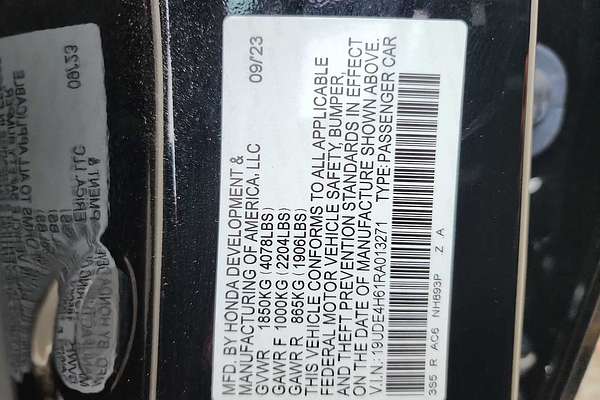 MFD. BY HONDA DEVELOPMENT &
MANUFACTURING OF AMERICA, LLC 09/23
GVWR 1850KG (4078LBS)
GAWR F 1000KG (2204LBS)
GAWR R 865KG (1906LBS)
THIS VEHICLE CONFORMS TO ALL APPLICABLE
FEDERAL MOTOR VEHICLE SAFETY, BUMPER,
AND THEFT PREVENTION STANDARDS IN EFFECT
ON THE DATE OF MANUFACTURE SHOWN ABOVE.
V.I.N.: 19UDE4H61RA013271 TYPE: PASSENGER CAR
3S5 R A06 NH893P Z A